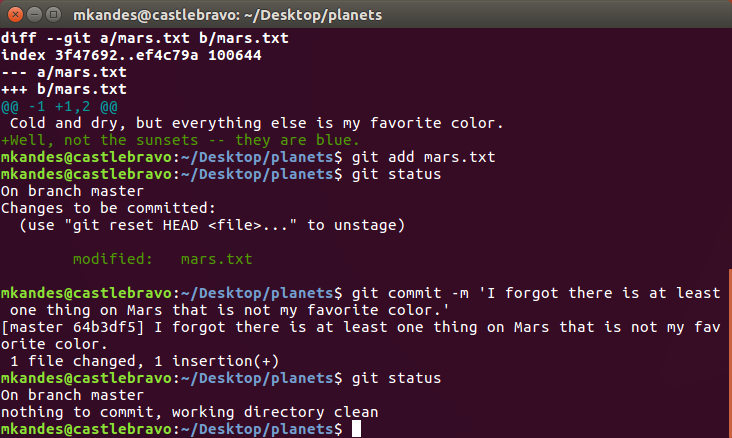 mkandes@castlebravo: ~/Desktop/planets
diff --git a/mars.txt b/mars.txt
index 3f47692..ef4c79a 100644
--- a/mars.txt
+++ b/mars.txt
@@ -1 +1,2 @@
 Cold and dry, but everything else is my favorite color.
+Well, not the sunsets -- they are blue.
mkandes@castlebravo:~/Desktop/planets$ git add mars.txt
mkandes@castlebravo:~/Desktop/planets$ git status
On branch master
Changes to be committed:
  (use "git reset HEAD <file>..." to unstage)
        modified:   mars.txt
mkandes@castlebravo:~/Desktop/planets$ git commit -m 'I forgot there is at least
 one thing on Mars that is not my favorite color.'
[master 64b3df5] I forgot there is at least one thing on Mars that is not my fav
orite color.
 1 file changed, 1 insertion(+)
mkandes@castlebravo:~/Desktop/planets$ git status
On branch master
nothing to commit, working directory clean
mkandes@castlebravo:~/Desktop/planets$